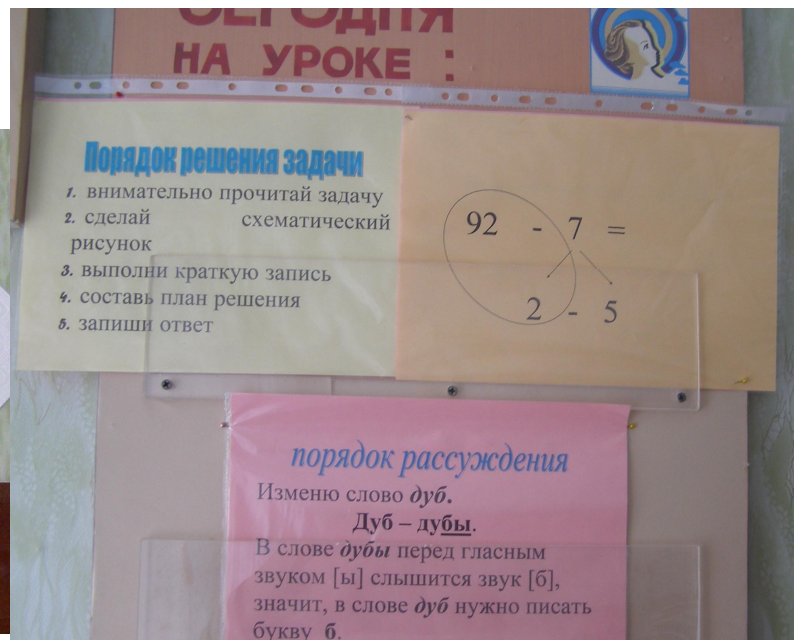 СЕГОДНЯ
НА УРОКЕ :
Порядок решения задачи
1. внимательно прочитай задачу
2. сделай схематический
рисунок
3. выполни краткую запись
4. составь план решения
5. запиши ответ
92 - 7 =
2 - 5
порядок рассуждения
Изменю слово дуб.
Дуб – дубы.
В слове дубы перед гласным
звуком [ы] слышится звук [б],
значит, в слове дуб нужно писать
букву б.